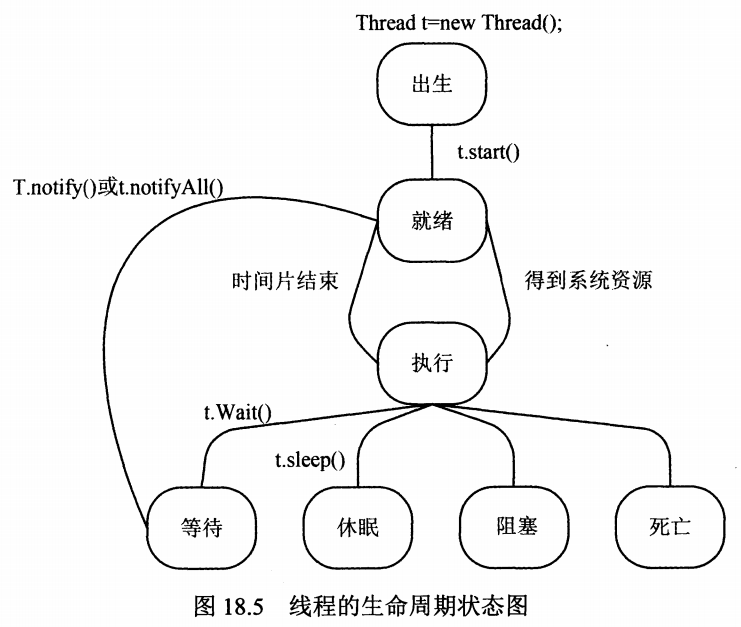 Thread t=new Thread();
出生
t.start()
T.notify()或t.notifyAll()
就绪
时间片结束
得到系统资源
执行
t.Wait()
t.sleep()
等待
休眠
阻塞
死亡
图 18.5 线程的生命周期状态图